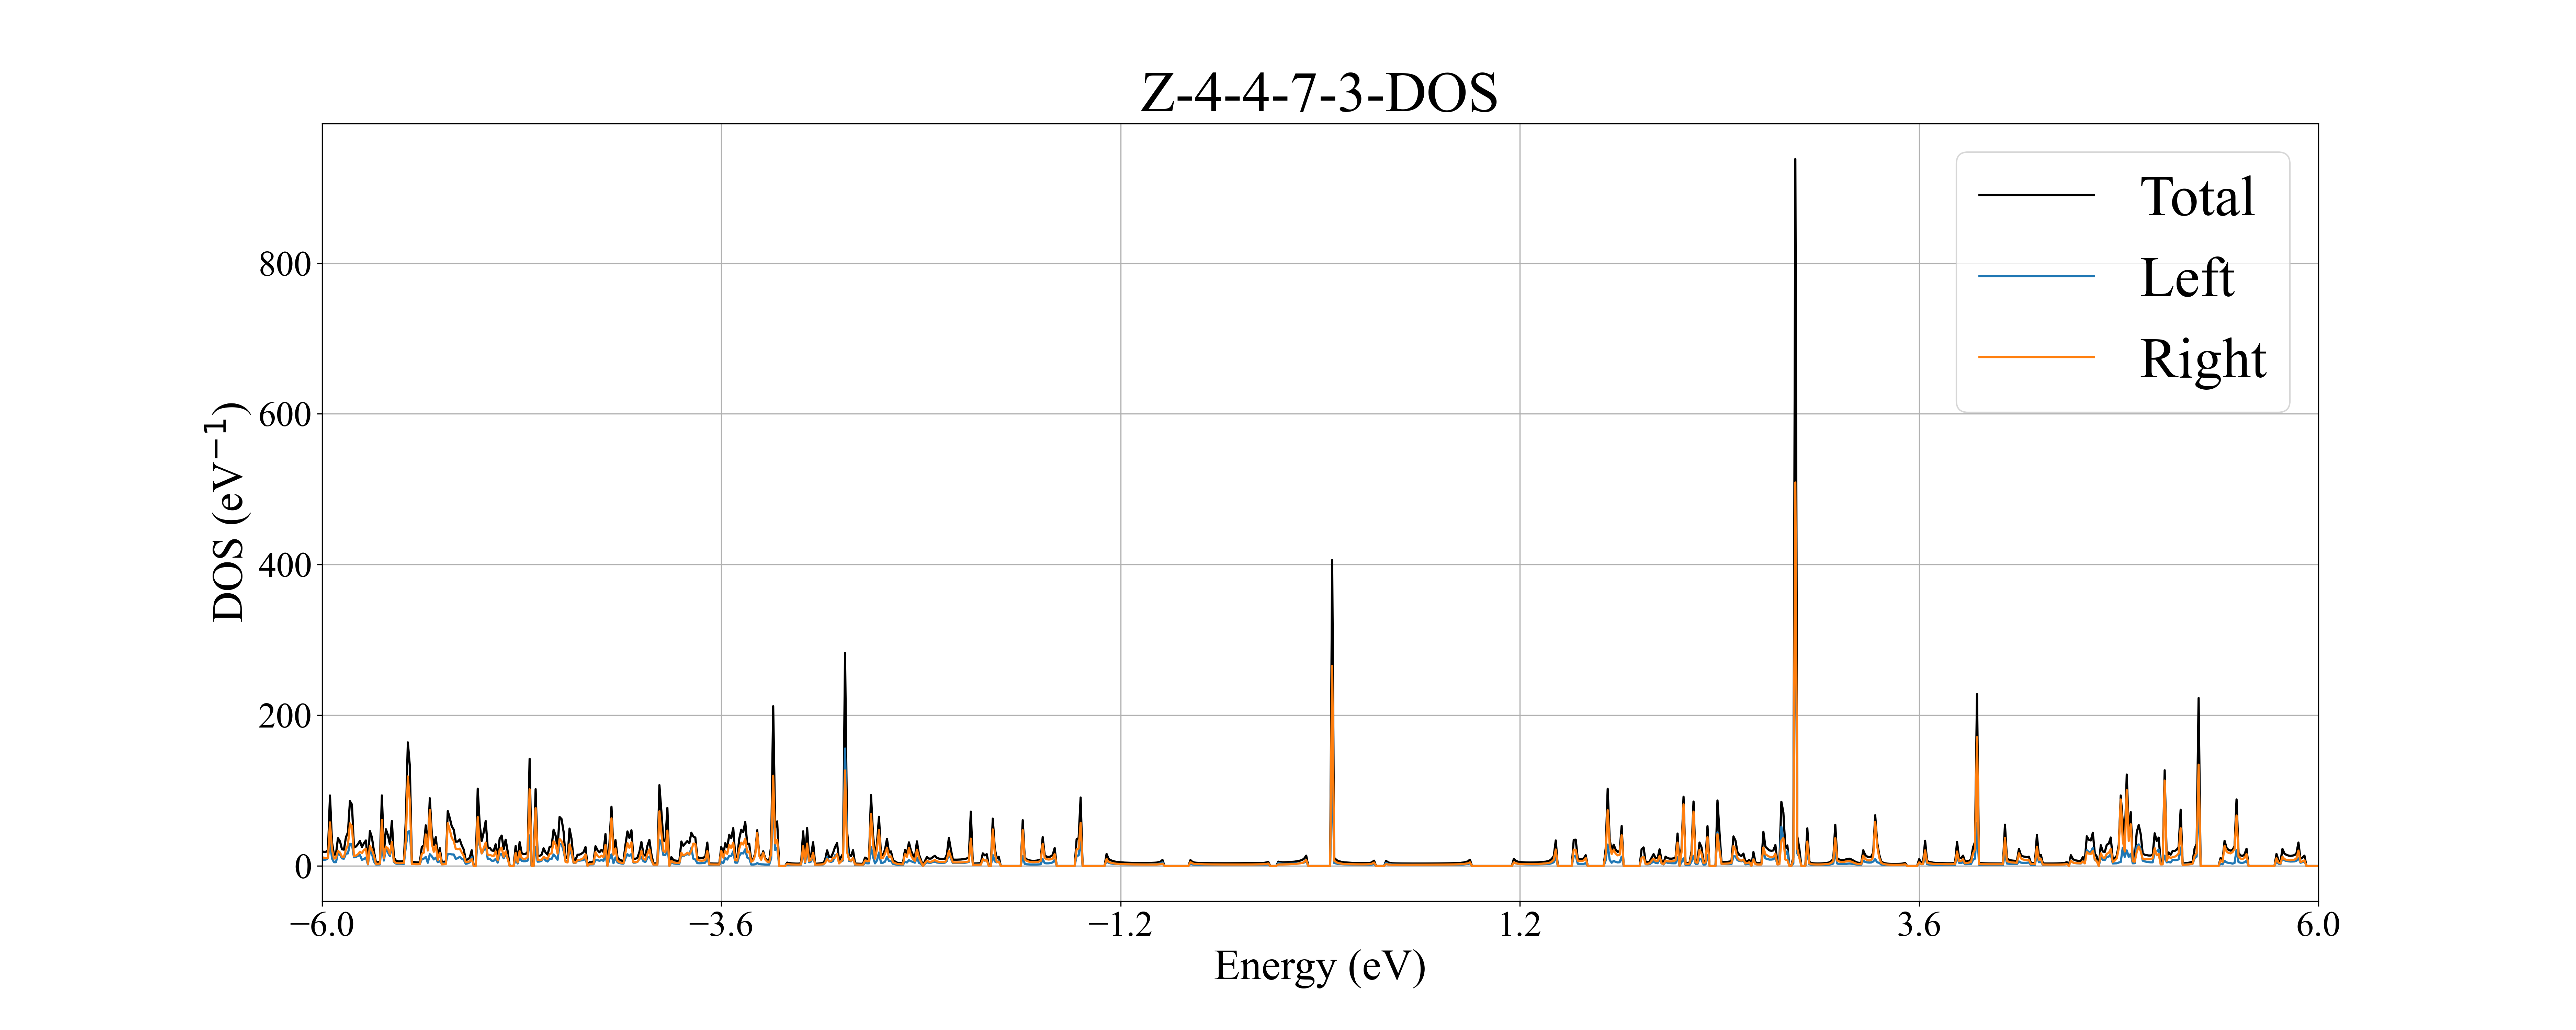 Z-4-4-7-3-DOS
Total
Left
Right
DOS (eV⁻¹)
800
600
400
200
0
−6.0 −3.6 −1.2 1.2 3.6 6.0
Energy (eV)